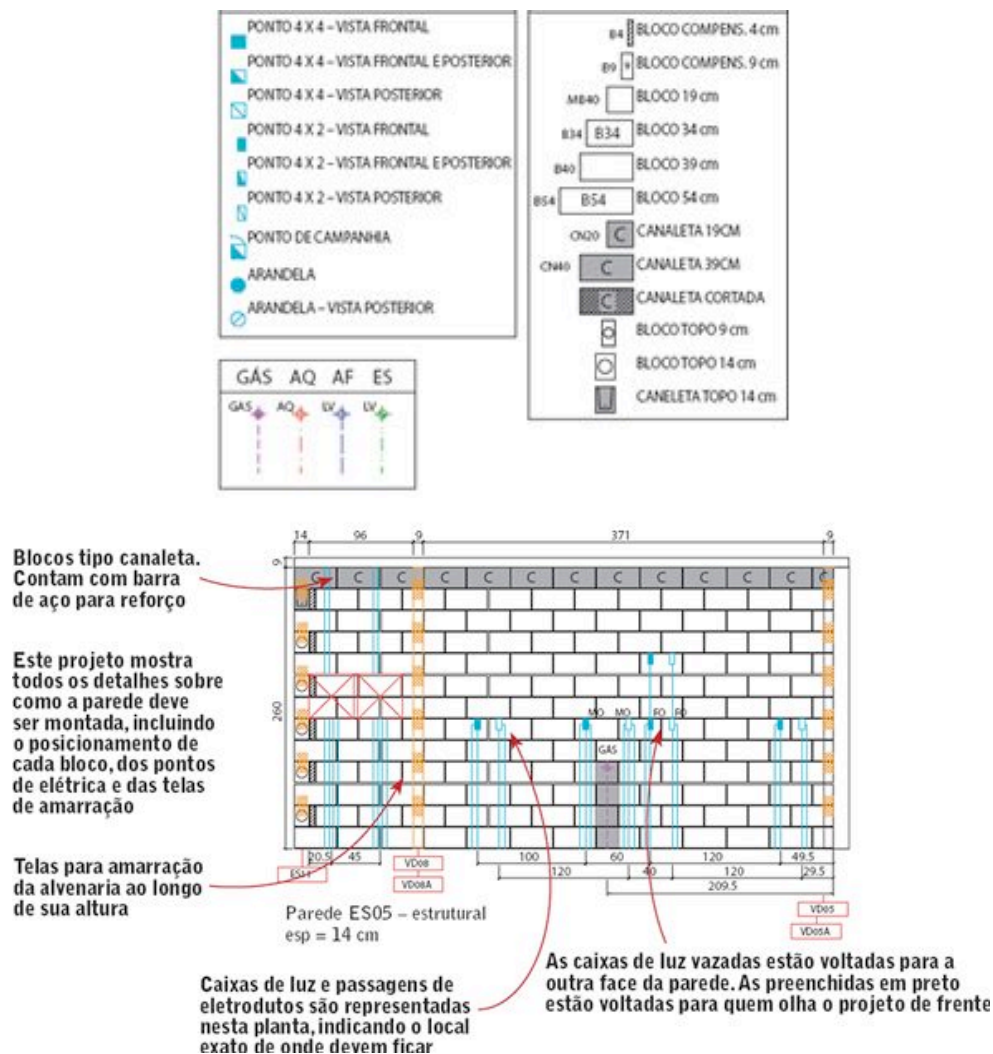 PONTO 4 X 4 – VISTA FRONTAL
PONTO 4 X 4 – VISTA FRONTAL E POSTERIOR
PONTO 4 X 4 – VISTA POSTERIOR
PONTO 4 X 2 – VISTA FRONTAL
PONTO 4 X 2 – VISTA FRONTAL E POSTERIOR
PONTO 4 X 2 – VISTA POSTERIOR
PONTO DE CAMPANHIA
ARANDELA
ARANDELA – VISTA POSTERIOR
B4 BLOCO COMPENS. 4 cm
B9 BLOCO COMPENS. 9 cm
MB40 BLOCO 19 cm
B34 B34 BLOCO 34 cm
B40 BLOCO 39 cm
B54 B54 BLOCO 54 cm
CN20 C CANALETA 19CM
CN40 C CANALETA 39CM
C CANALETA CORTADA
BLOCO TOPO 9 cm
BLOCO TOPO 14 cm
CANELETA TOPO 14 cm
GÁS AQ AF ES
GAS AQ LV LV
14 96 9 371 9
9
C C C C C C C C C C C C C
260
MO MO FO FO
GÁS
20.5 45 100 60 120 49.5
120 40 120 29.5
209.5
ES11
VD08
VD08A
VD05
VD05A
Parede ES05 – estrutural
esp = 14 cm
Blocos tipo canaleta.
Contam com barra
de aço para reforço
Este projeto mostra
todos os detalhes sobre
como a parede deve
ser montada, incluindo
o posicionamento de
cada bloco, dos pontos
de elétrica e das telas
de amarração
Telas para amarração
da alvenaria ao longo
de sua altura
Caixas de luz e passagens de
eletrodutos são representadas
nesta planta, indicando o local
exato de onde devem ficar
As caixas de luz vazadas estão voltadas para a
outra face da parede. As preenchidas em preto
estão voltadas para quem olha o projeto de frente